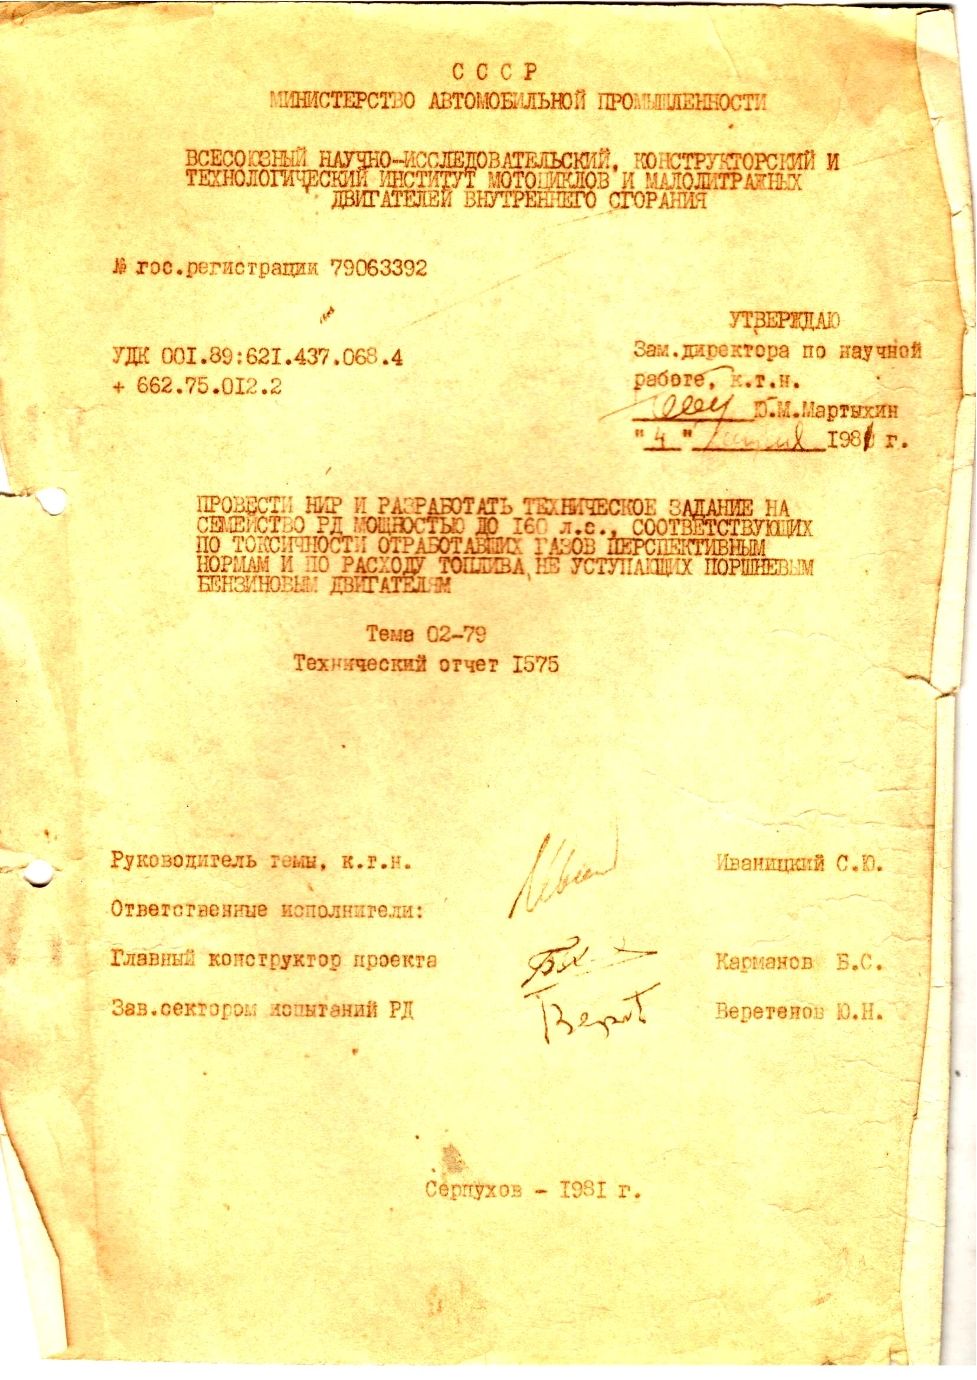 С С С Р
МИНИСТЕРСТВО АВТОМОБИЛЬНОЙ ПРОМЫШЛЕННОСТИ
ВСЕСОЮЗНЫЙ НАУЧНО-ИССЛЕДОВАТЕЛЬСКИЙ, КОНСТРУКТОРСКИЙ И
ТЕХНОЛОГИЧЕСКИЙ ИНСТИТУТ МОТОЦИКЛОВ И МАЛОЛИТРАЖНЫХ
ДВИГАТЕЛЕЙ ВНУТРЕННЕГО СГОРАНИЯ
№ гос.регистрации 79063392
УТВЕРЖДАЮ
УДК 001.89:621.437.068.4
+ 662.75.012.2
Зам.директора по научной
работе, к.т.н.
Ю.М.Мартыхин
"4" 1981 г.
ПРОВЕСТИ НИР И РАЗРАБОТАТЬ ТЕХНИЧЕСКОЕ ЗАДАНИЕ НА
СЕМЕЙСТВО РД МОЩНОСТЬЮ ДО 160 л.с., СООТВЕТСТВУЮЩИХ
ПО ТОКСИЧНОСТИ ОТРАБОТАВШИХ ГАЗОВ ПЕРСПЕКТИВНЫМ
НОРМАМ И ПО РАСХОДУ ТОПЛИВА, НЕ УСТУПАЮЩИХ ПОРШНЕВЫМ
БЕНЗИНОВЫМ ДВИГАТЕЛЯМ
Тема 02-79
Технический отчет 1575
Руководитель темы, к.т.н. Иваницкий С.Ю.
Ответственные исполнители:
Главный конструктор проекта Карманов Б.С.
Зав.сектором испытаний РД Веретенов Ю.Н.
Серпухов - 1981 г.